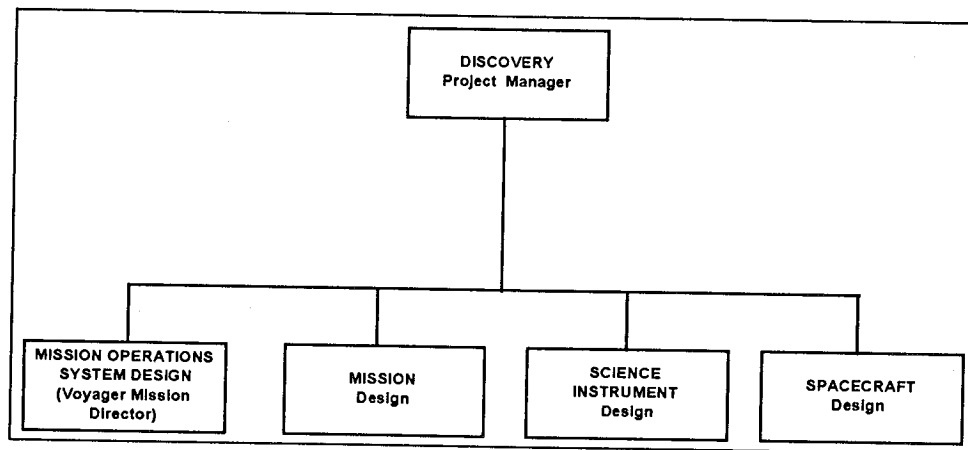 DISCOVERY
Project Manager
MISSION OPERATIONS
SYSTEM DESIGN
(Voyager Mission
Director)
MISSION
Design
SCIENCE
INSTRUMENT
Design
SPACECRAFT
Design